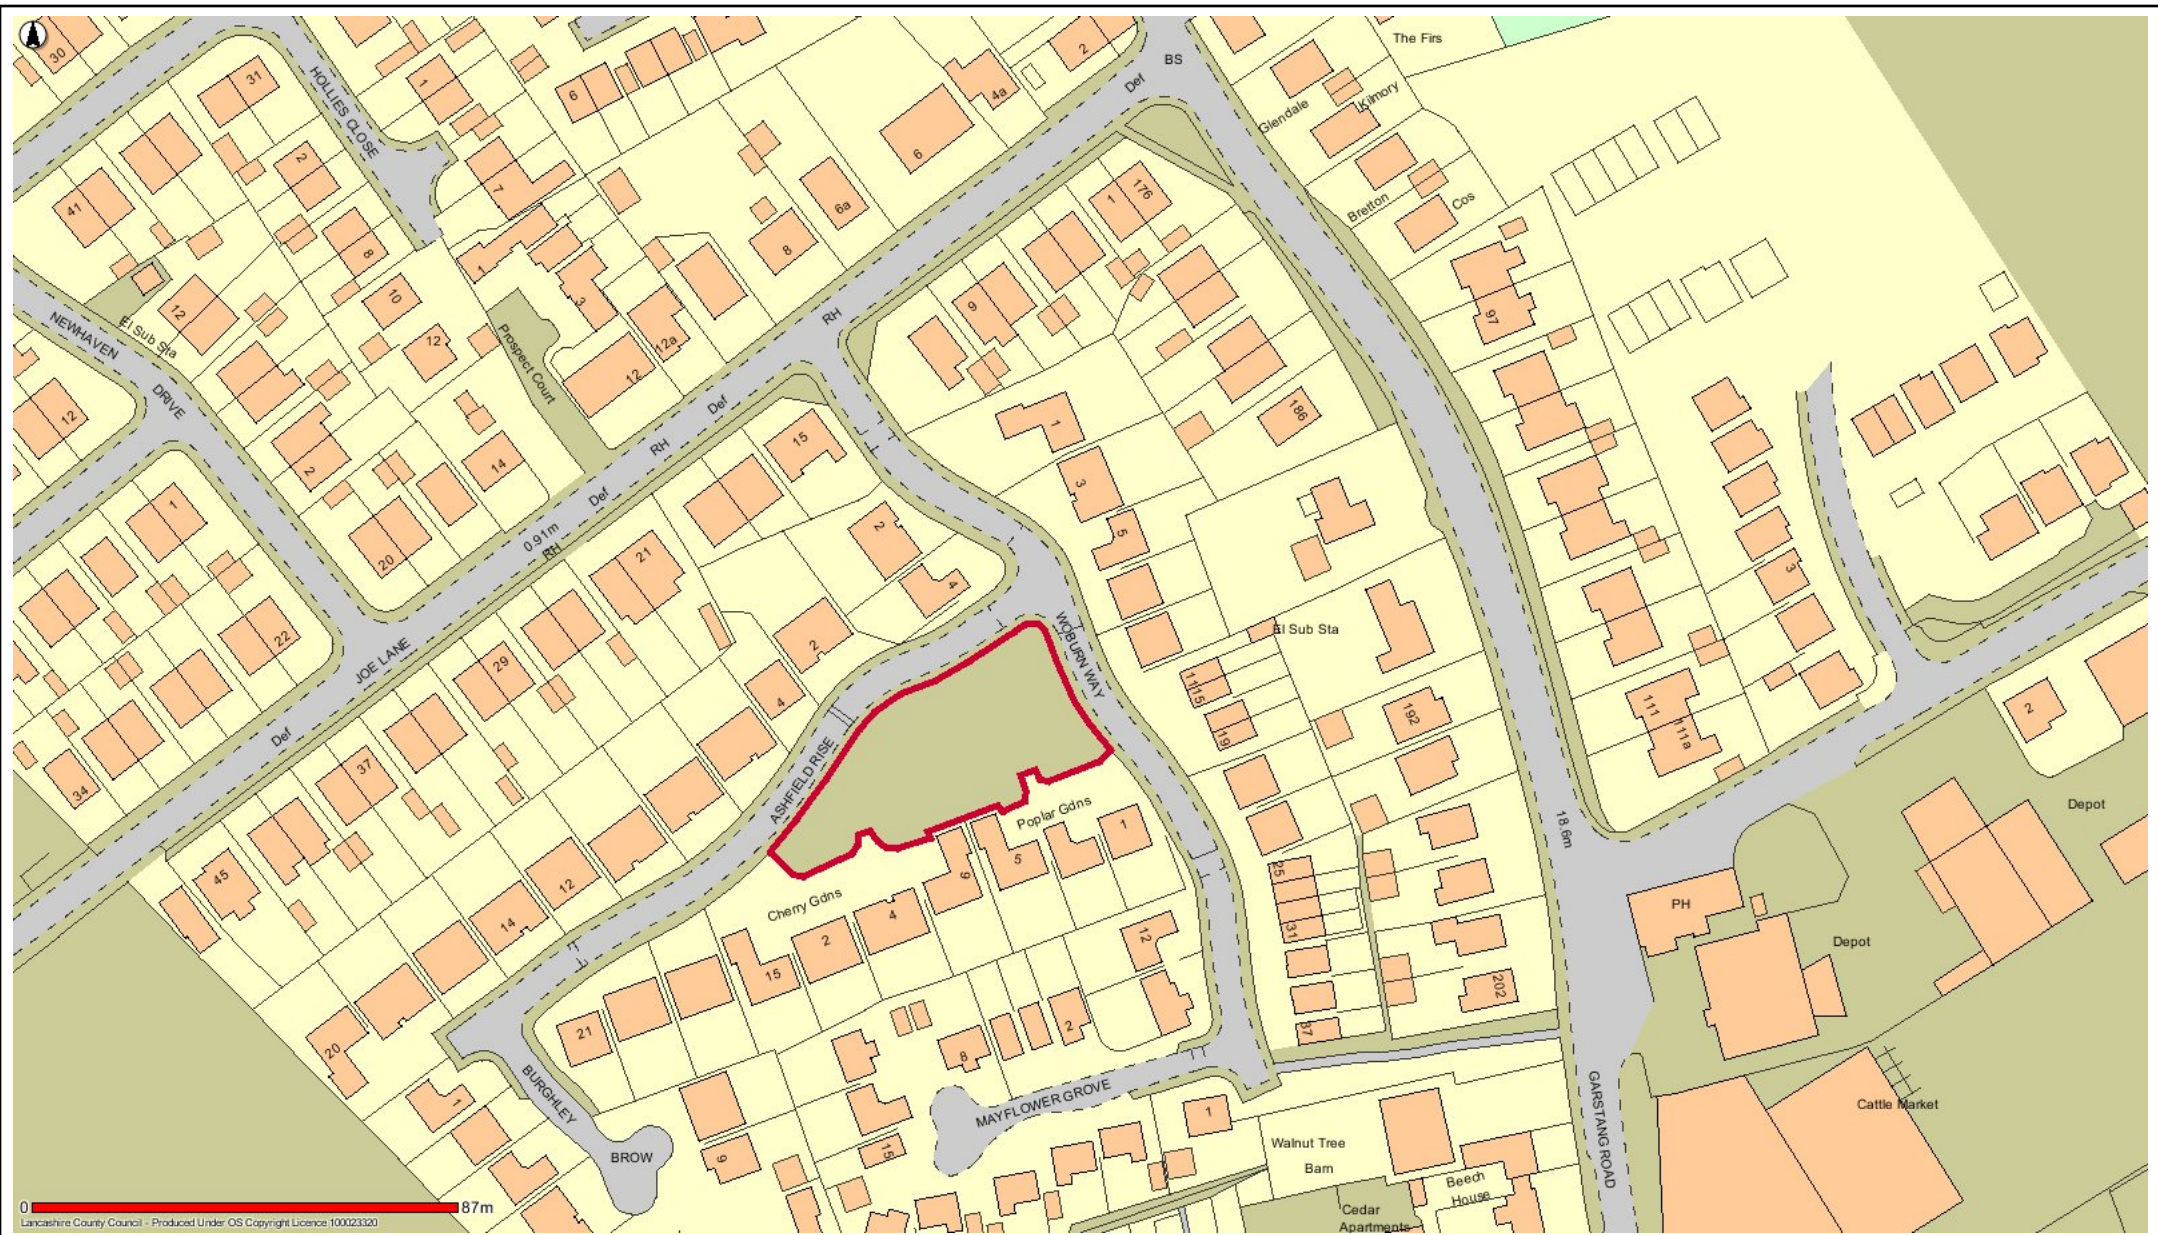 30
31
HOLLIES CLOSE
1
6
2
4a
BS
The Firs
Def
Glendale
Kilmory
41
2
7
6
1
176
Bretton
Cos
8
6a
8
1
3
12
10
El Sub Sta
NEWHAVEN
DRIVE
12
12a
Prospect Court
12
RH
9
97
12
2
14
Def
RH
15
1
186
3
1
20
Def
0.91m
RH
21
2
5
3
4
22
JOE LANE
29
2
WOBURN WAY
El Sub Sta
4
1115
19
192
111
11a
2
Def
34
37
ASHFIELD RISE
Poplar Gdns
1
5
18.6m
Depot
45
12
14
Cherry Gdns
9
4
2
15
25
31
12
PH
Depot
202
37
21
20
2
8
BURGHLEY
BROW
1
9
15
MAYFLOWER GROVE
1
GARSTANG ROAD
Cattle Market
Walnut Tree
Barn
Beech
House
Cedar
Apartments
0
87m
Lancashire County Council - Produced Under OS Copyright Licence 100023320